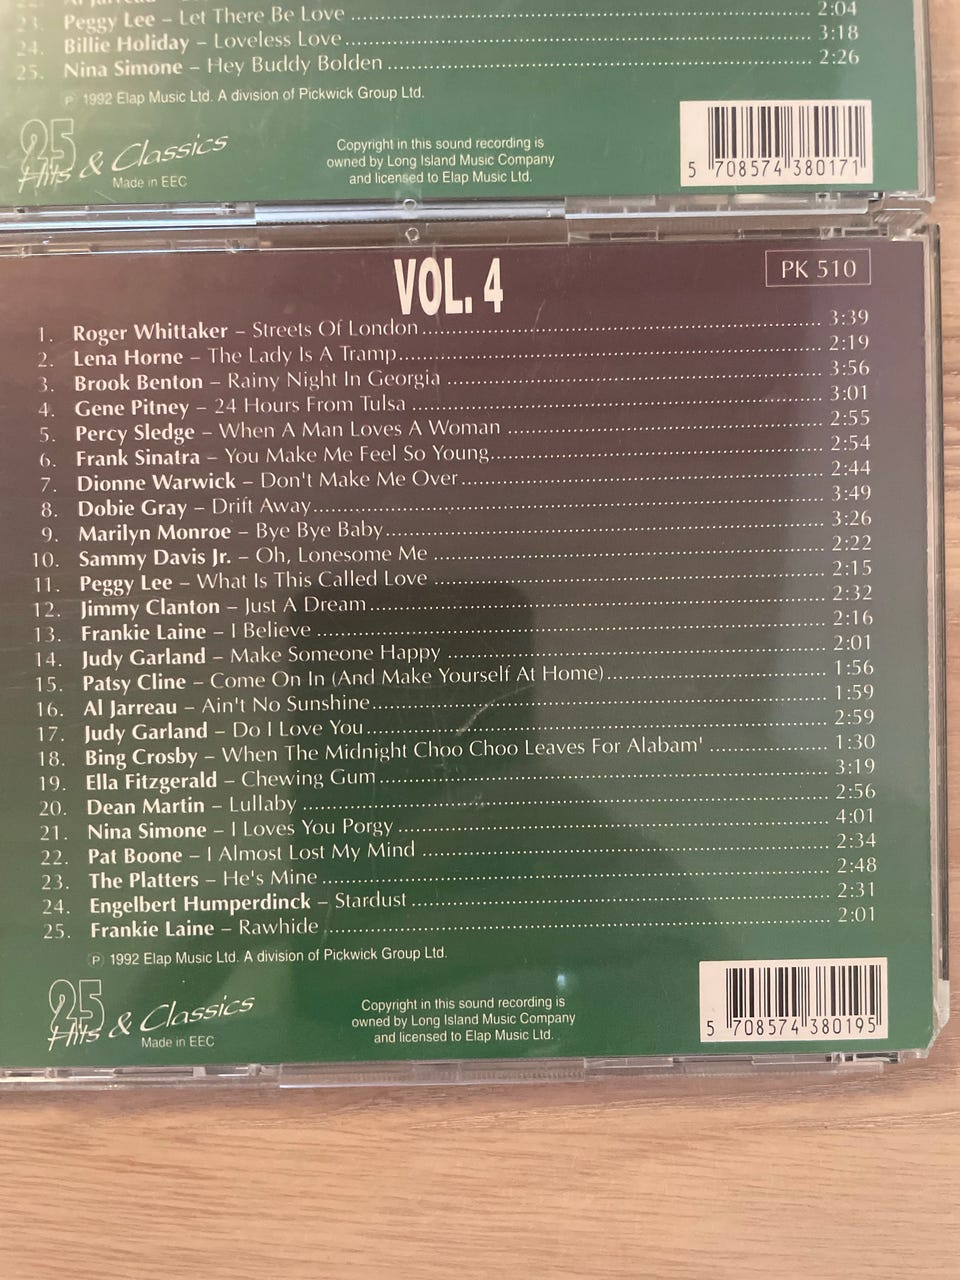 22. Al Jarreau
23. Peggy Lee – Let There Be Love 2:04
24. Billie Holiday – Loveless Love 3:18
25. Nina Simone – Hey Buddy Bolden 2:26
℗ 1992 Elap Music Ltd. A division of Pickwick Group Ltd.
25
Hits & Classics
Made in EEC
Copyright in this sound recording is
owned by Long Island Music Company
and licensed to Elap Music Ltd.
5 708574 380171
VOL. 4
PK 510
1. Roger Whittaker – Streets Of London 3:39
2. Lena Horne – The Lady Is A Tramp 2:19
3. Brook Benton – Rainy Night In Georgia 3:56
4. Gene Pitney – 24 Hours From Tulsa 3:01
5. Percy Sledge – When A Man Loves A Woman 2:55
6. Frank Sinatra – You Make Me Feel So Young 2:54
7. Dionne Warwick – Don't Make Me Over 2:44
8. Dobie Gray – Drift Away 3:49
9. Marilyn Monroe – Bye Bye Baby 3:26
10. Sammy Davis Jr. – Oh, Lonesome Me 2:22
11. Peggy Lee – What Is This Called Love 2:15
12. Jimmy Clanton – Just A Dream 2:32
13. Frankie Laine – I Believe 2:16
14. Judy Garland – Make Someone Happy 2:01
15. Patsy Cline – Come On In (And Make Yourself At Home) 1:56
16. Al Jarreau – Ain't No Sunshine 1:59
17. Judy Garland – Do I Love You 2:59
18. Bing Crosby – When The Midnight Choo Choo Leaves For Alabam' 1:30
19. Ella Fitzgerald – Chewing Gum 3:19
20. Dean Martin – Lullaby 2:56
21. Nina Simone – I Loves You Porgy 4:01
22. Pat Boone – I Almost Lost My Mind 2:34
23. The Platters – He's Mine 2:48
24. Engelbert Humperdinck – Stardust 2:31
25. Frankie Laine – Rawhide 2:01
℗ 1992 Elap Music Ltd. A division of Pickwick Group Ltd.
25
Hits & Classics
Made in EEC
Copyright in this sound recording is
owned by Long Island Music Company
and licensed to Elap Music Ltd.
5 708574 380195